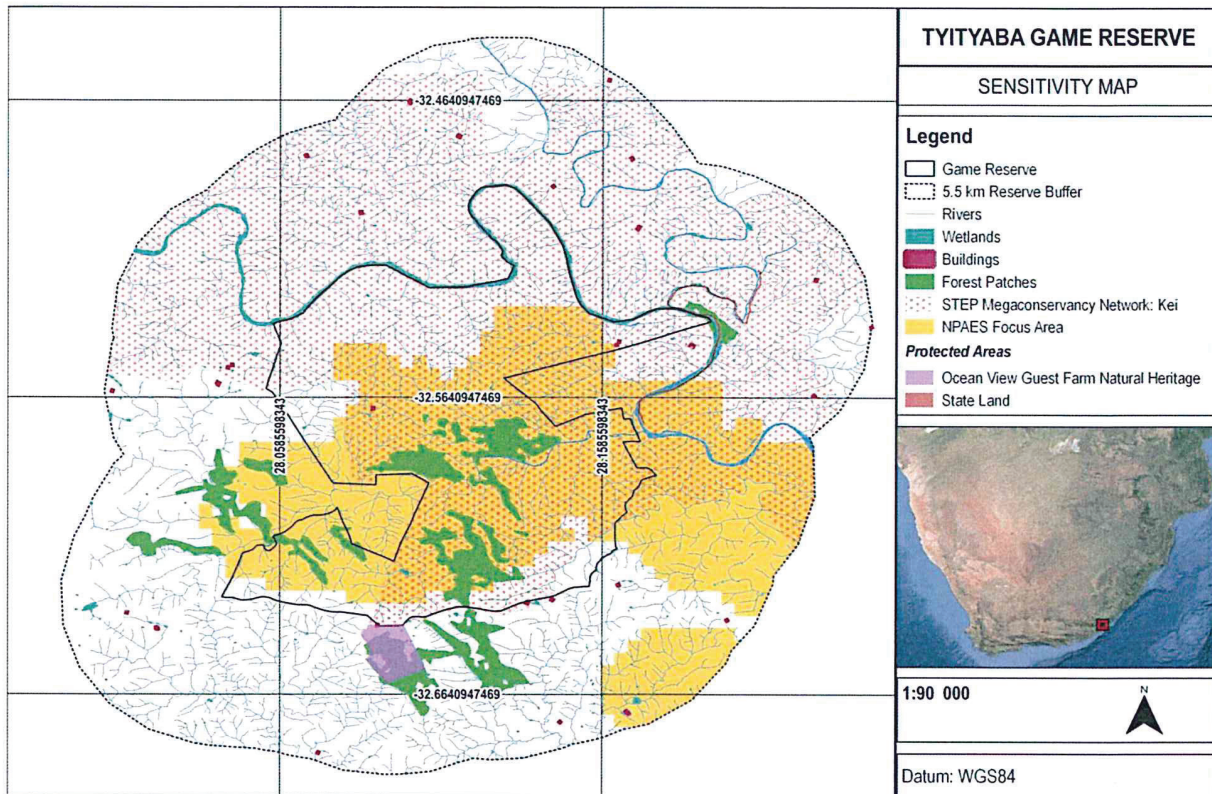 TYITYABA GAME RESERVE
SENSITIVITY MAP
Legend
Game Reserve
5.5 km Reserve Buffer
Rivers
Wetlands
Buildings
Forest Patches
STEP Megaconservancy Network: Kei
NPAES Focus Area
Protected Areas
Ocean View Guest Farm Natural Heritage
State Land
-32.4640947469
-32.5640947469
-32.6640947469
28.0585598343
28.1585598343
1:90 000
N
Datum: WGS84